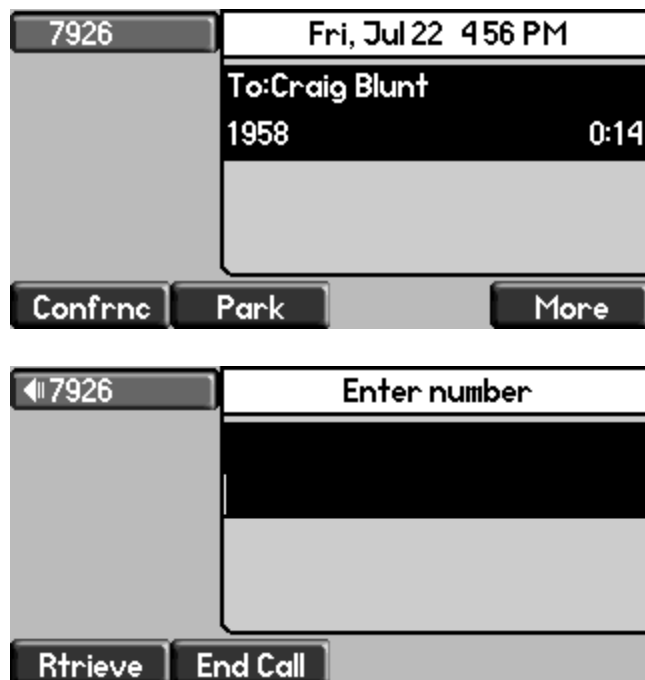 7926
Fri, Jul 22 4 56 PM
To:Craig Blunt
1958 0:14
Confrnc Park More
7926
Enter number
Rtrieve End Call